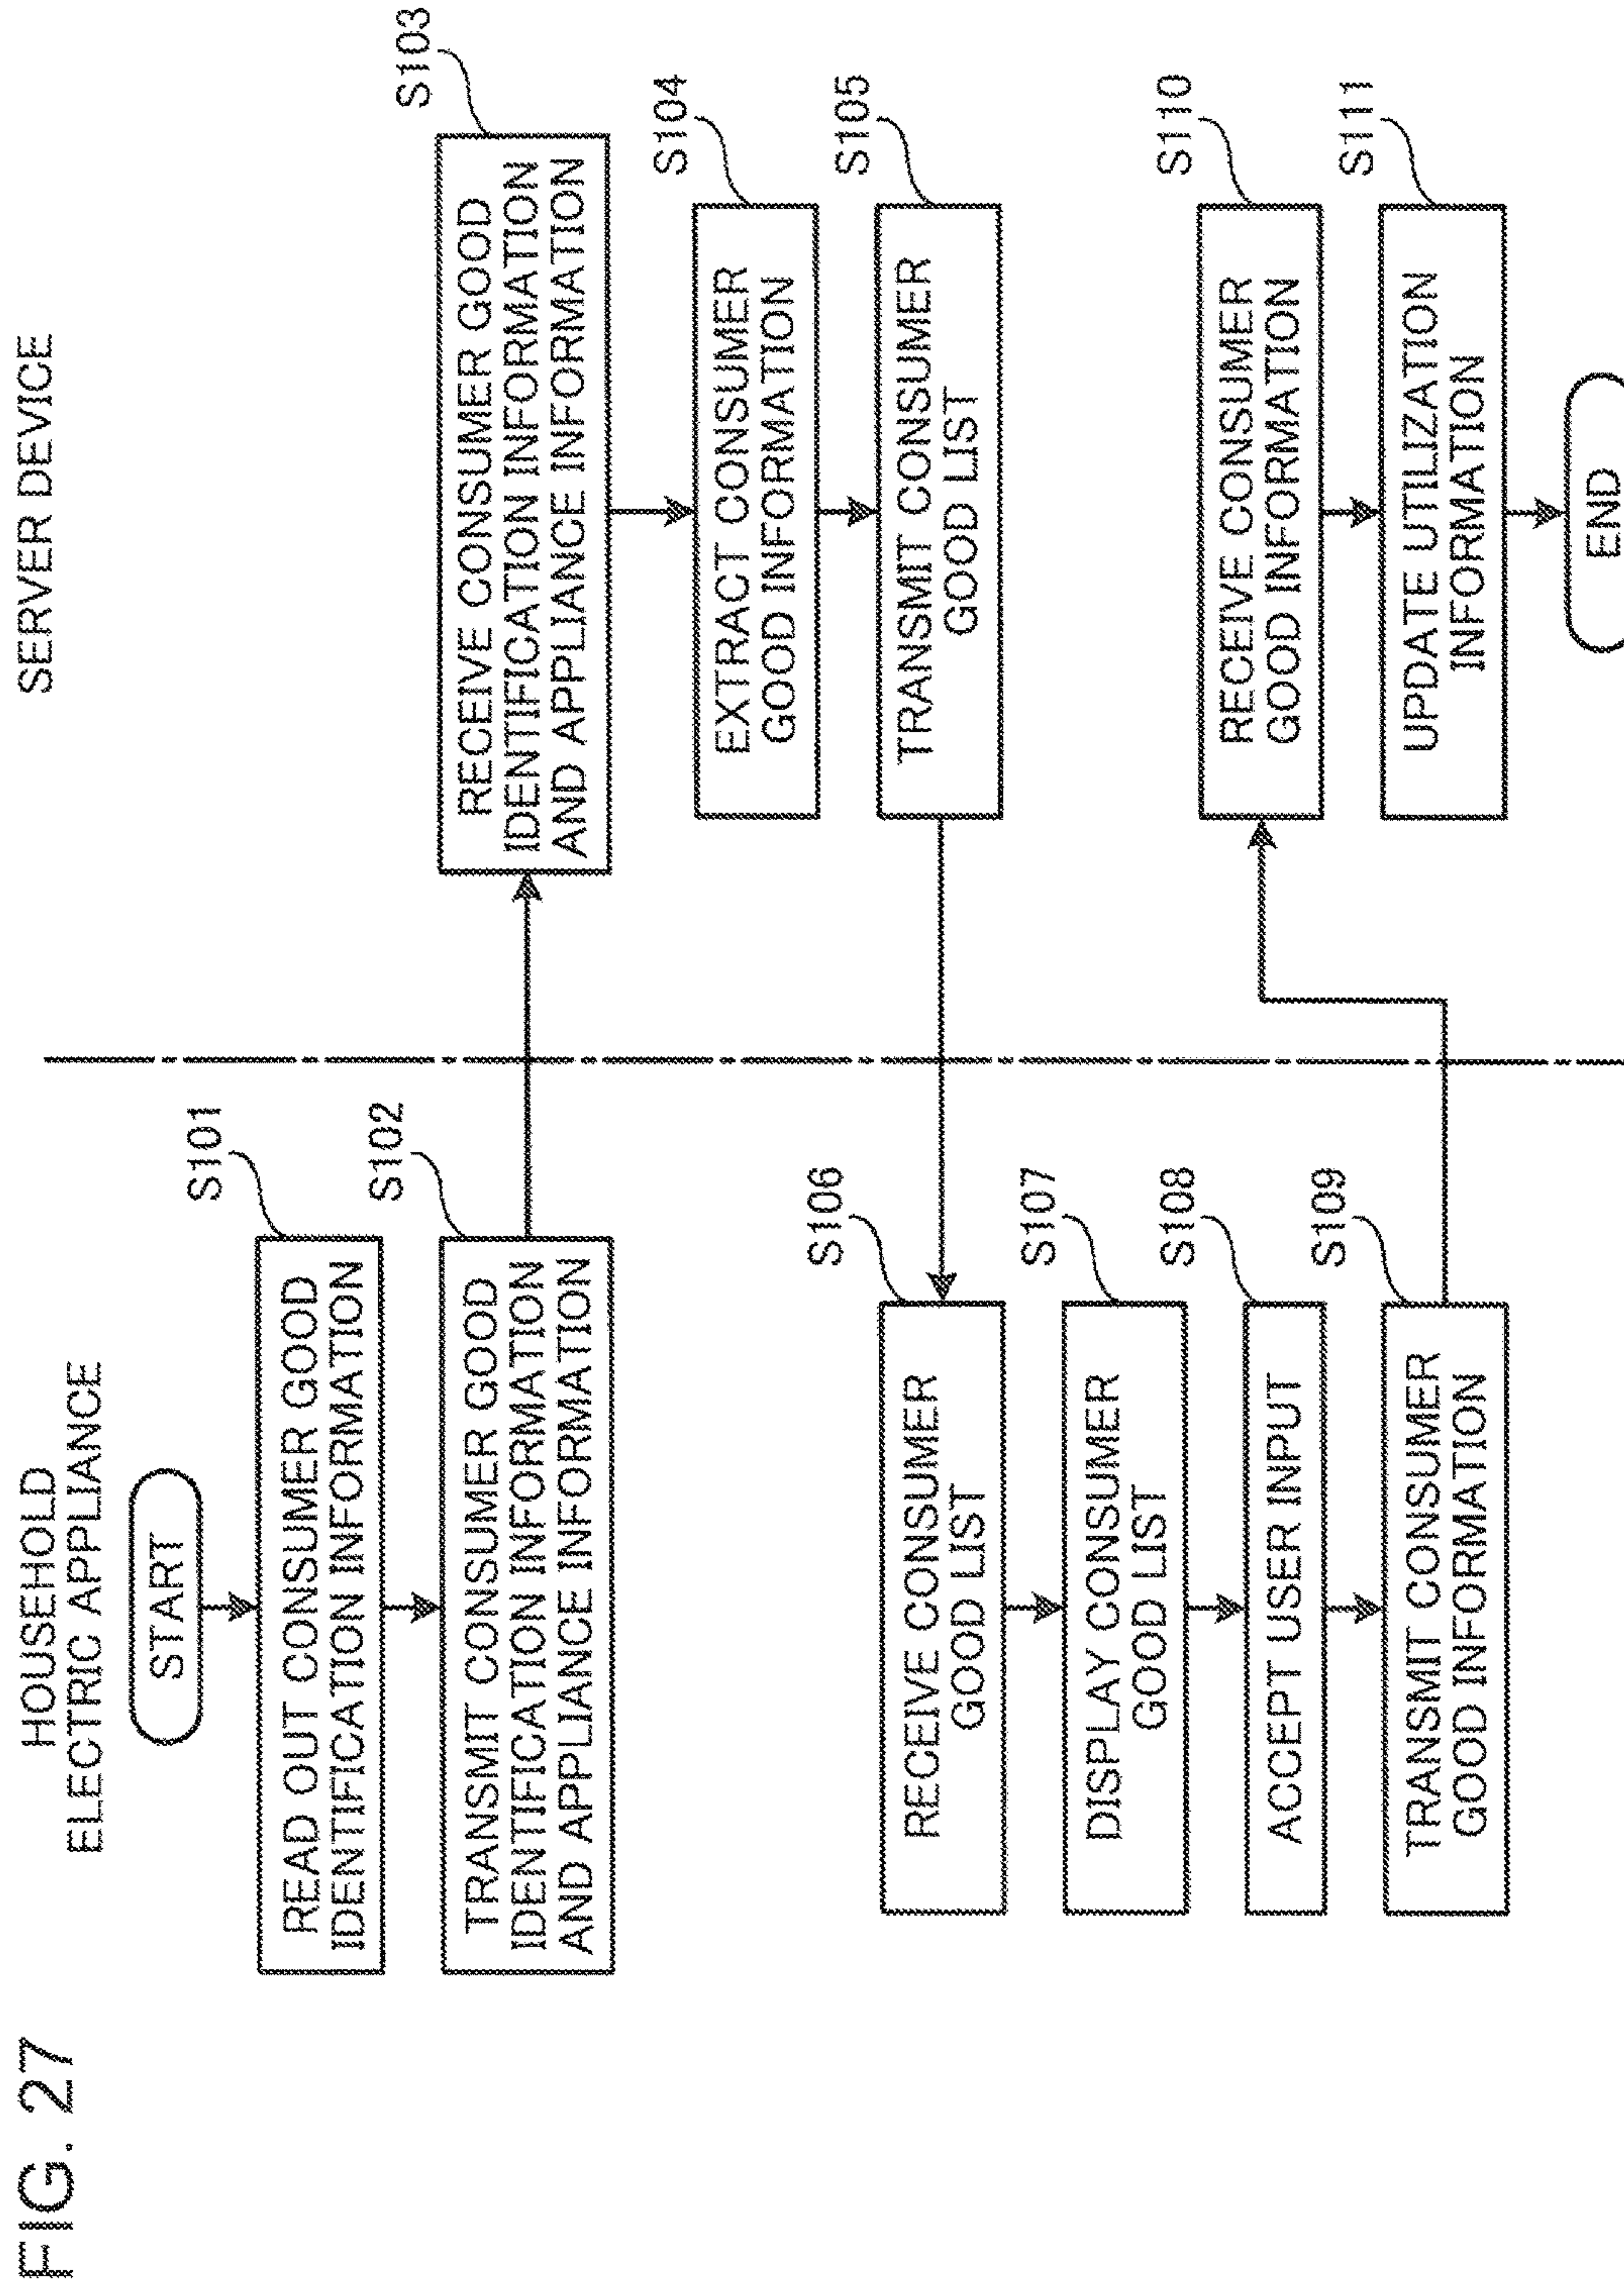 FIG. 27
HOUSEHOLD
ELECTRIC APPLIANCE
SERVER DEVICE
START
S101
READ OUT CONSUMER GOOD
IDENTIFICATION INFORMATION
S102
TRANSMIT CONSUMER GOOD
IDENTIFICATION INFORMATION
AND APPLIANCE INFORMATION
S103
RECEIVE CONSUMER GOOD
IDENTIFICATION INFORMATION
AND APPLIANCE INFORMATION
S104
EXTRACT CONSUMER
GOOD INFORMATION
S105
TRANSMIT CONSUMER
GOOD LIST
S106
RECEIVE CONSUMER
GOOD LIST
S107
DISPLAY CONSUMER
GOOD LIST
S108
ACCEPT USER INPUT
S109
TRANSMIT CONSUMER
GOOD INFORMATION
S110
RECEIVE CONSUMER
GOOD INFORMATION
S111
UPDATE UTILIZATION
INFORMATION
END